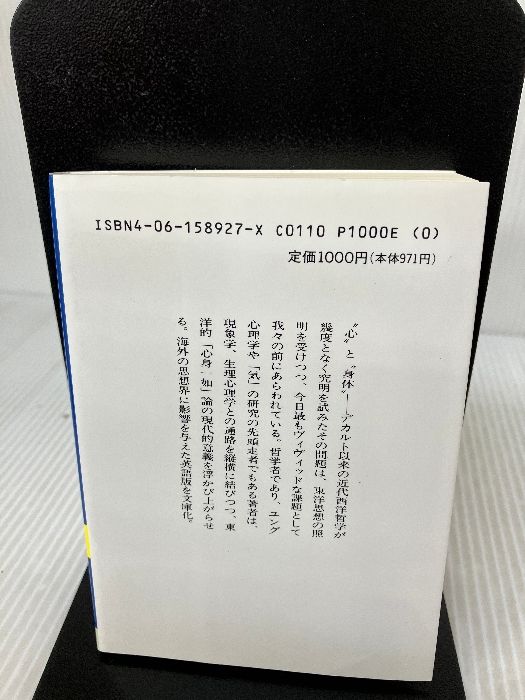 ISBN4-06-158927-X C0110 P1000E (0)
定価1000円(本体971円)
〝心〟と〝身体〟―デカルト以来の近代西洋哲学が
幾度となく究明を試みたその問題は、東洋思想の照
明を受けつつ、今日最もヴィヴィッドな課題として
我々の前にあらわれている。哲学者であり、ユング
心理学や「気」の研究の先頭走者でもある著者は、
現象学、生理心理学との通路を縦横に結びつつ、東
洋的「心身一如」論の現代的意義を浮かび上がらせ
る。海外の思想界に影響を与えた英語版を文庫化。